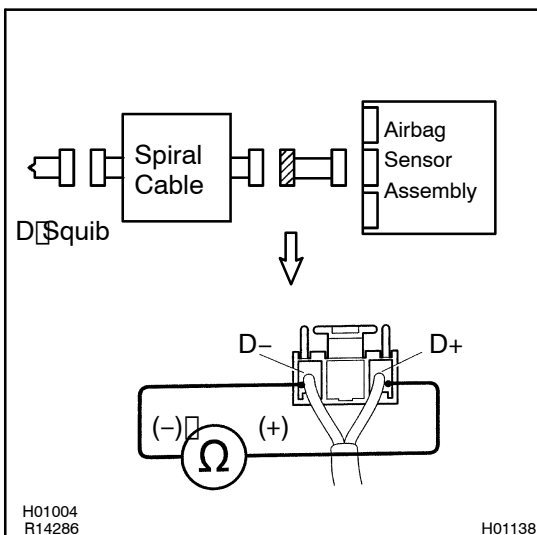 Spiral
Cable
Airbag
Sensor
Assembly
D▯Squib
D− D+
(−)▯ (+)
Ω
H01004
R14286
H01138